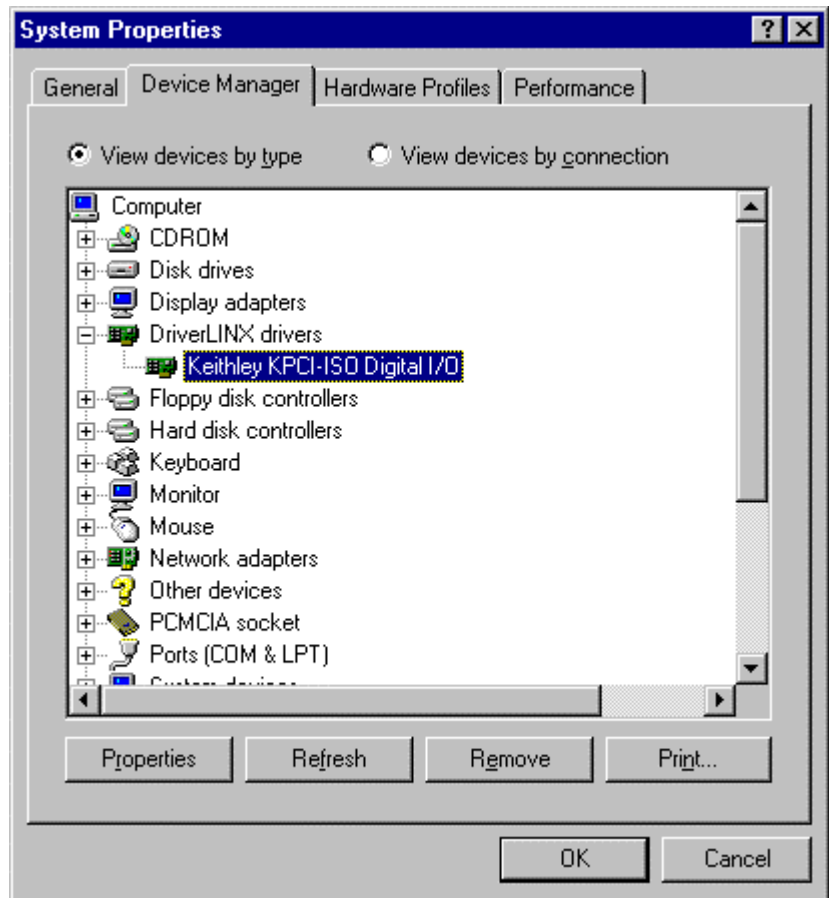 System Properties
General Device Manager Hardware Profiles Performance
View devices by type View devices by connection
Computer
CDROM
Disk drives
Display adapters
DriverLINX drivers
Keithley KPCI-ISO Digital I/O
Floppy disk controllers
Hard disk controllers
Keyboard
Monitor
Mouse
Network adapters
Other devices
PCMCIA socket
Ports (COM & LPT)
System devices
Properties Refresh Remove Print...
OK Cancel